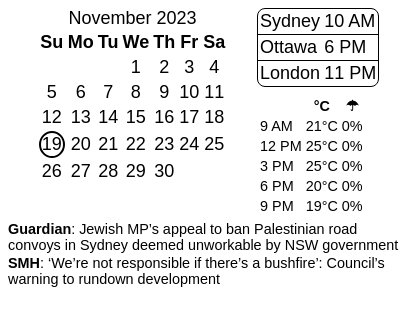 November 2023
Su Mo Tu We Th Fr Sa
1 2 3 4
5 6 7 8 9 10 11
12 13 14 15 16 17 18
19 20 21 22 23 24 25
26 27 28 29 30
Sydney 10 AM
Ottawa 6 PM
London 11 PM
°C ☂
9 AM 21°C 0%
12 PM 25°C 0%
3 PM 25°C 0%
6 PM 20°C 0%
9 PM 19°C 0%
Guardian: Jewish MP’s appeal to ban Palestinian road
convoys in Sydney deemed unworkable by NSW government
SMH: ‘We’re not responsible if there’s a bushfire’: Council’s
warning to rundown development